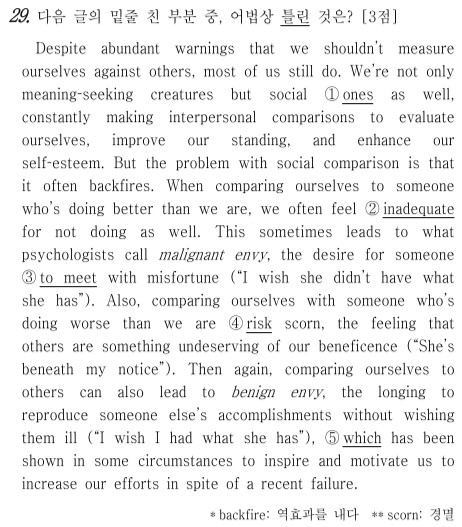 29. 다음 글의 밑줄 친 부분 중, 어법상 틀린 것은? [3점]
Despite abundant warnings that we shouldn't measure
ourselves against others, most of us still do. We're not only
meaning-seeking creatures but social ① ones as well,
constantly making interpersonal comparisons to evaluate
ourselves, improve our standing, and enhance our
self-esteem. But the problem with social comparison is that
it often backfires. When comparing ourselves to someone
who's doing better than we are, we often feel ② inadequate
for not doing as well. This sometimes leads to what
psychologists call malignant envy, the desire for someone
③ to meet with misfortune ("I wish she didn't have what
she has"). Also, comparing ourselves with someone who's
doing worse than we are ④ risk scorn, the feeling that
others are something undeserving of our beneficence ("She's
beneath my notice"). Then again, comparing ourselves to
others can also lead to benign envy, the longing to
reproduce someone else's accomplishments without wishing
them ill ("I wish I had what she has"), ⑤ which has been
shown in some circumstances to inspire and motivate us to
increase our efforts in spite of a recent failure.
* backfire: 역효과를 내다 ** scorn: 경멸